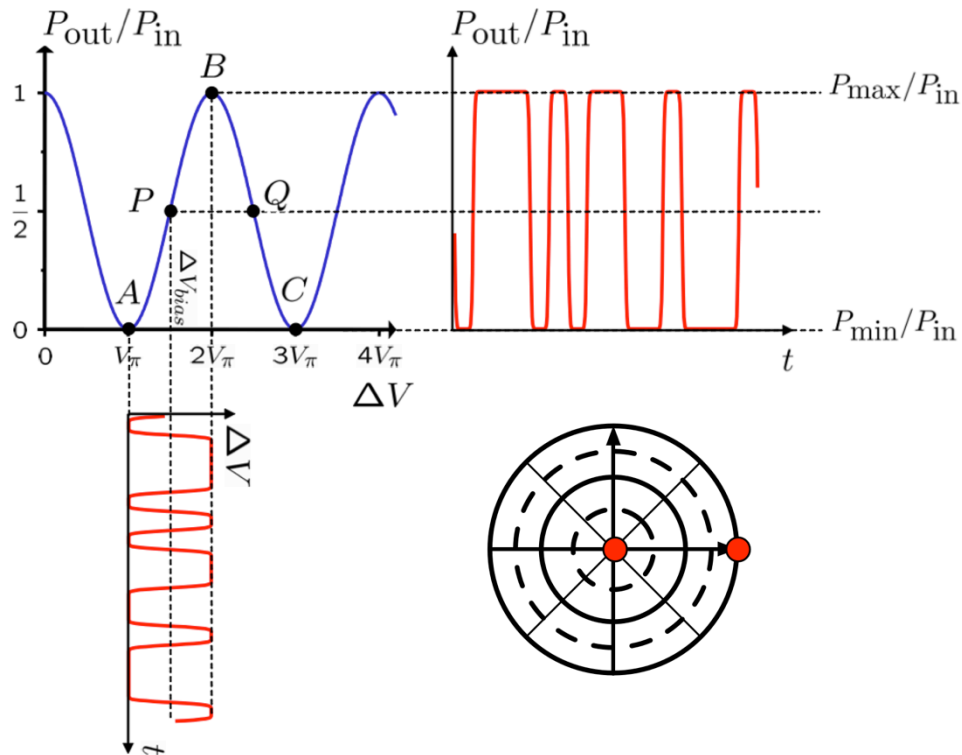 P_out/P_in
1
1/2
0
A
B
C
P
Q
ΔV_bias
0
V_π
2V_π
3V_π
4V_π
ΔV
P_out/P_in
P_max/P_in
P_min/P_in
t
ΔV
t